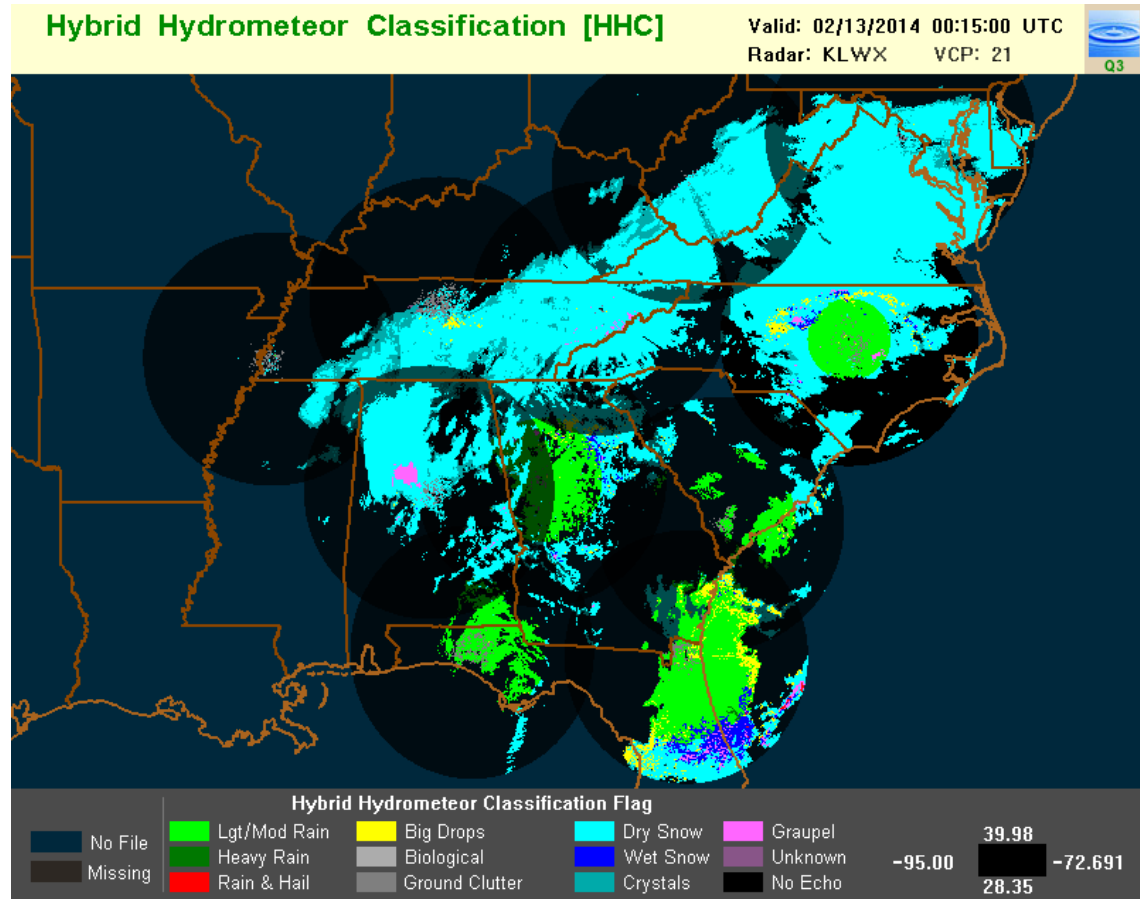 Hybrid Hydrometeor Classification [HHC]
Valid: 02/13/2014 00:15:00 UTC
Radar: KLWX VCP: 21
Q3
Hybrid Hydrometeor Classification Flag
No File
Missing
Lgt/Mod Rain
Heavy Rain
Rain & Hail
Big Drops
Biological
Ground Clutter
Dry Snow
Wet Snow
Crystals
Graupel
Unknown
No Echo
39.98
-95.00 -72.691
28.35